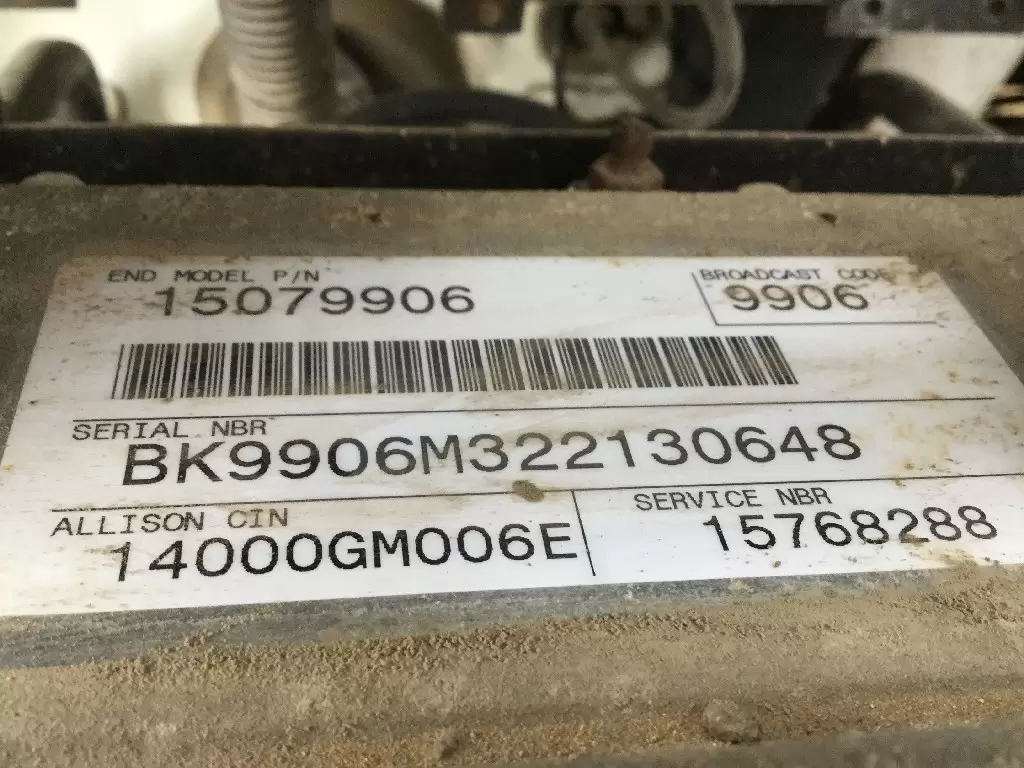 END MODEL P/N
15079906
BROADCAST CODE
9906
SERIAL NBR
BK9906M322130648
ALLISON CIN
14000GM006E
SERVICE NBR
15768288